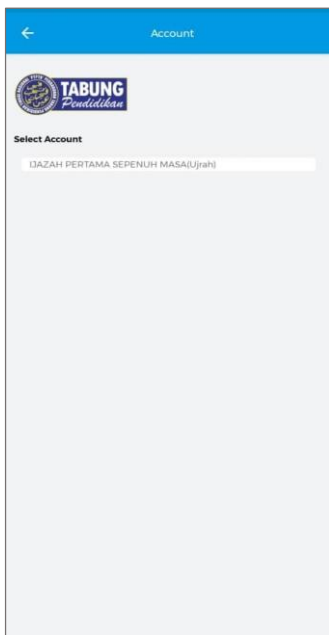 Account
TABUNG
Pendidikan
Select Account
IJAZAH PERTAMA SEPENUH MASA(Ujrah)